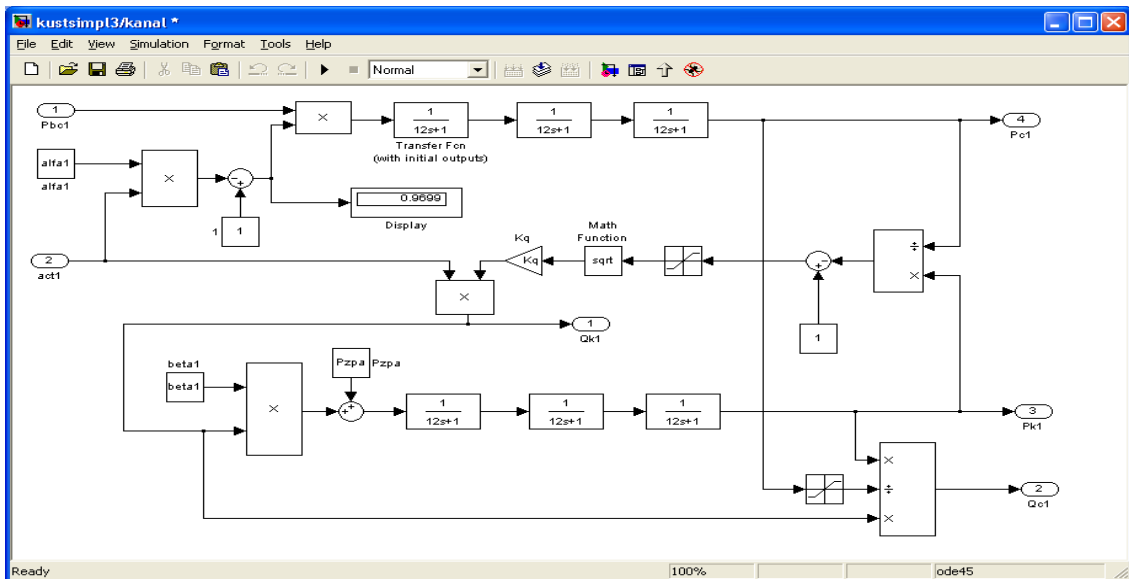 kustsimpl3/kanal *
File Edit View Simulation Format Tools Help
Normal
1
Pbc1
×
1
12s+1
Transfer Fcn
(with initial outputs)
1
12s+1
1
12s+1
4
Pc1
alfa1
alfa1
×
- +
1 1
0.9699
Display
2
act1
Kq
Kq
Math
Function
sqrt
+ -
1
÷
×
×
1
Qk1
beta1
beta1
×
Pzpa Pzpa
+ +
1
12s+1
1
12s+1
1
12s+1
3
Pk1
×
÷
×
2
Qc1
Ready 100% ode45